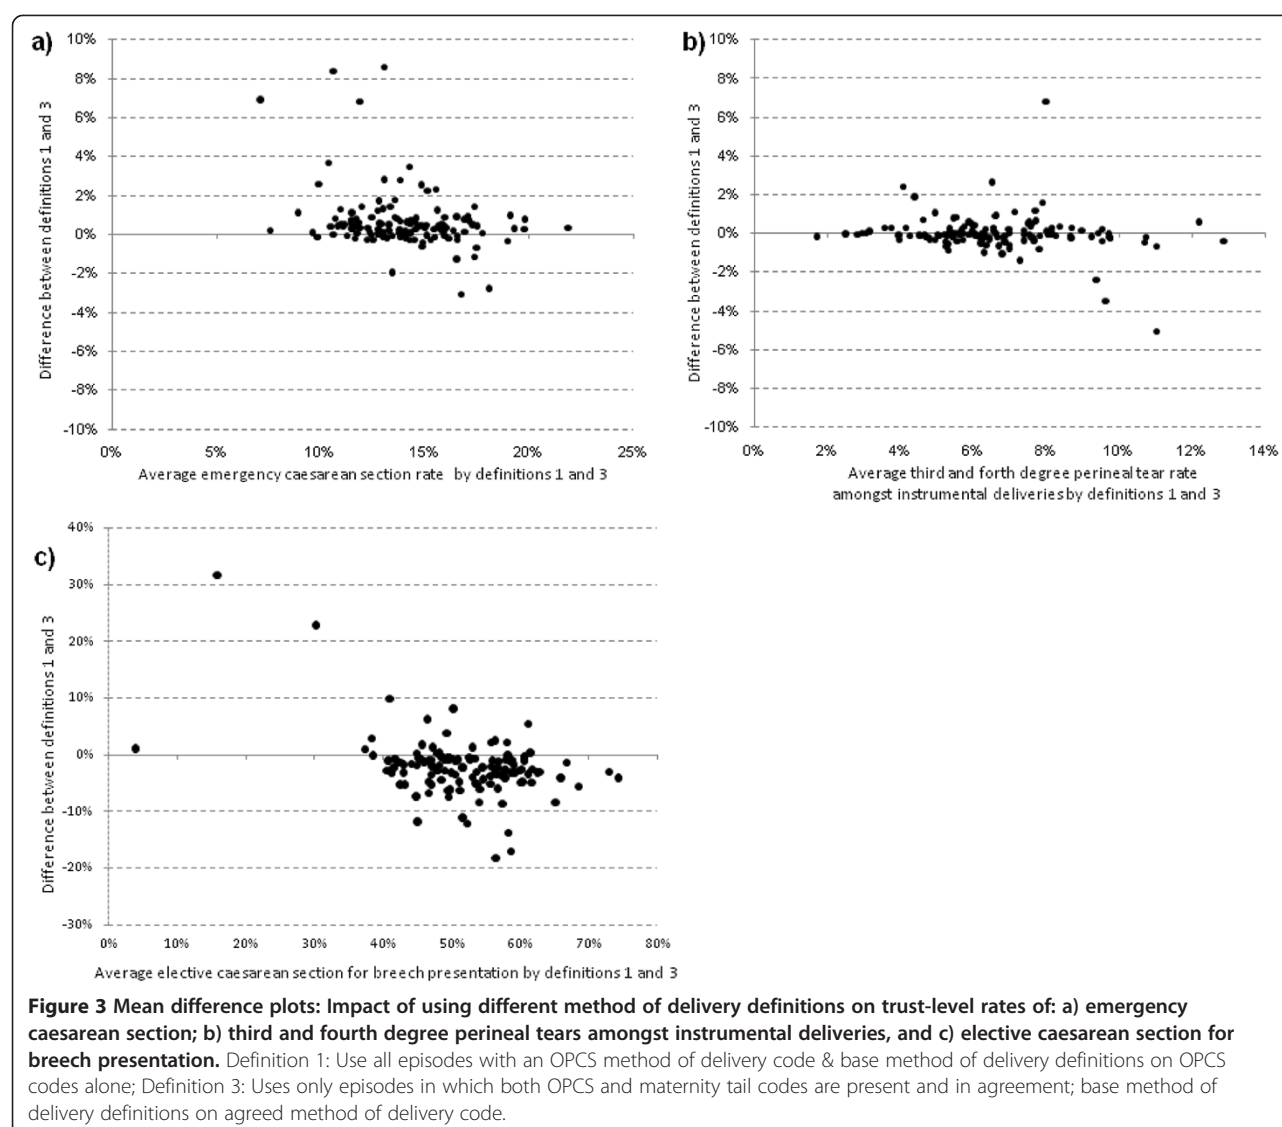 a)
10%
8%
6%
4%
2%
0%
-2%
-4%
-6%
-8%
-10%
Difference between definitions 1 and 3
0% 5% 10% 15% 20% 25%
Average emergency caesarean section rate by definitions 1 and 3
b)
10%
8%
6%
4%
2%
0%
-2%
-4%
-6%
-8%
-10%
Difference between definitions 1 and 3
0% 2% 4% 6% 8% 10% 12% 14%
Average third and forth degree perineal tear rate
amongst instrumental deliveries by definitions 1 and 3
c)
40%
30%
20%
10%
0%
-10%
-20%
-30%
Difference between definitions 1 and 3
0% 10% 20% 30% 40% 50% 60% 70% 80%
Average elective caesarean section for breech presentation by definitions 1 and 3
Figure 3 Mean difference plots: Impact of using different method of delivery definitions on trust-level rates of: a) emergency
caesarean section; b) third and fourth degree perineal tears amongst instrumental deliveries, and c) elective caesarean section for
breech presentation. Definition 1: Use all episodes with an OPCS method of delivery code & base method of delivery definitions on OPCS
codes alone; Definition 3: Uses only episodes in which both OPCS and maternity tail codes are present and in agreement; base method of
delivery definitions on agreed method of delivery code.